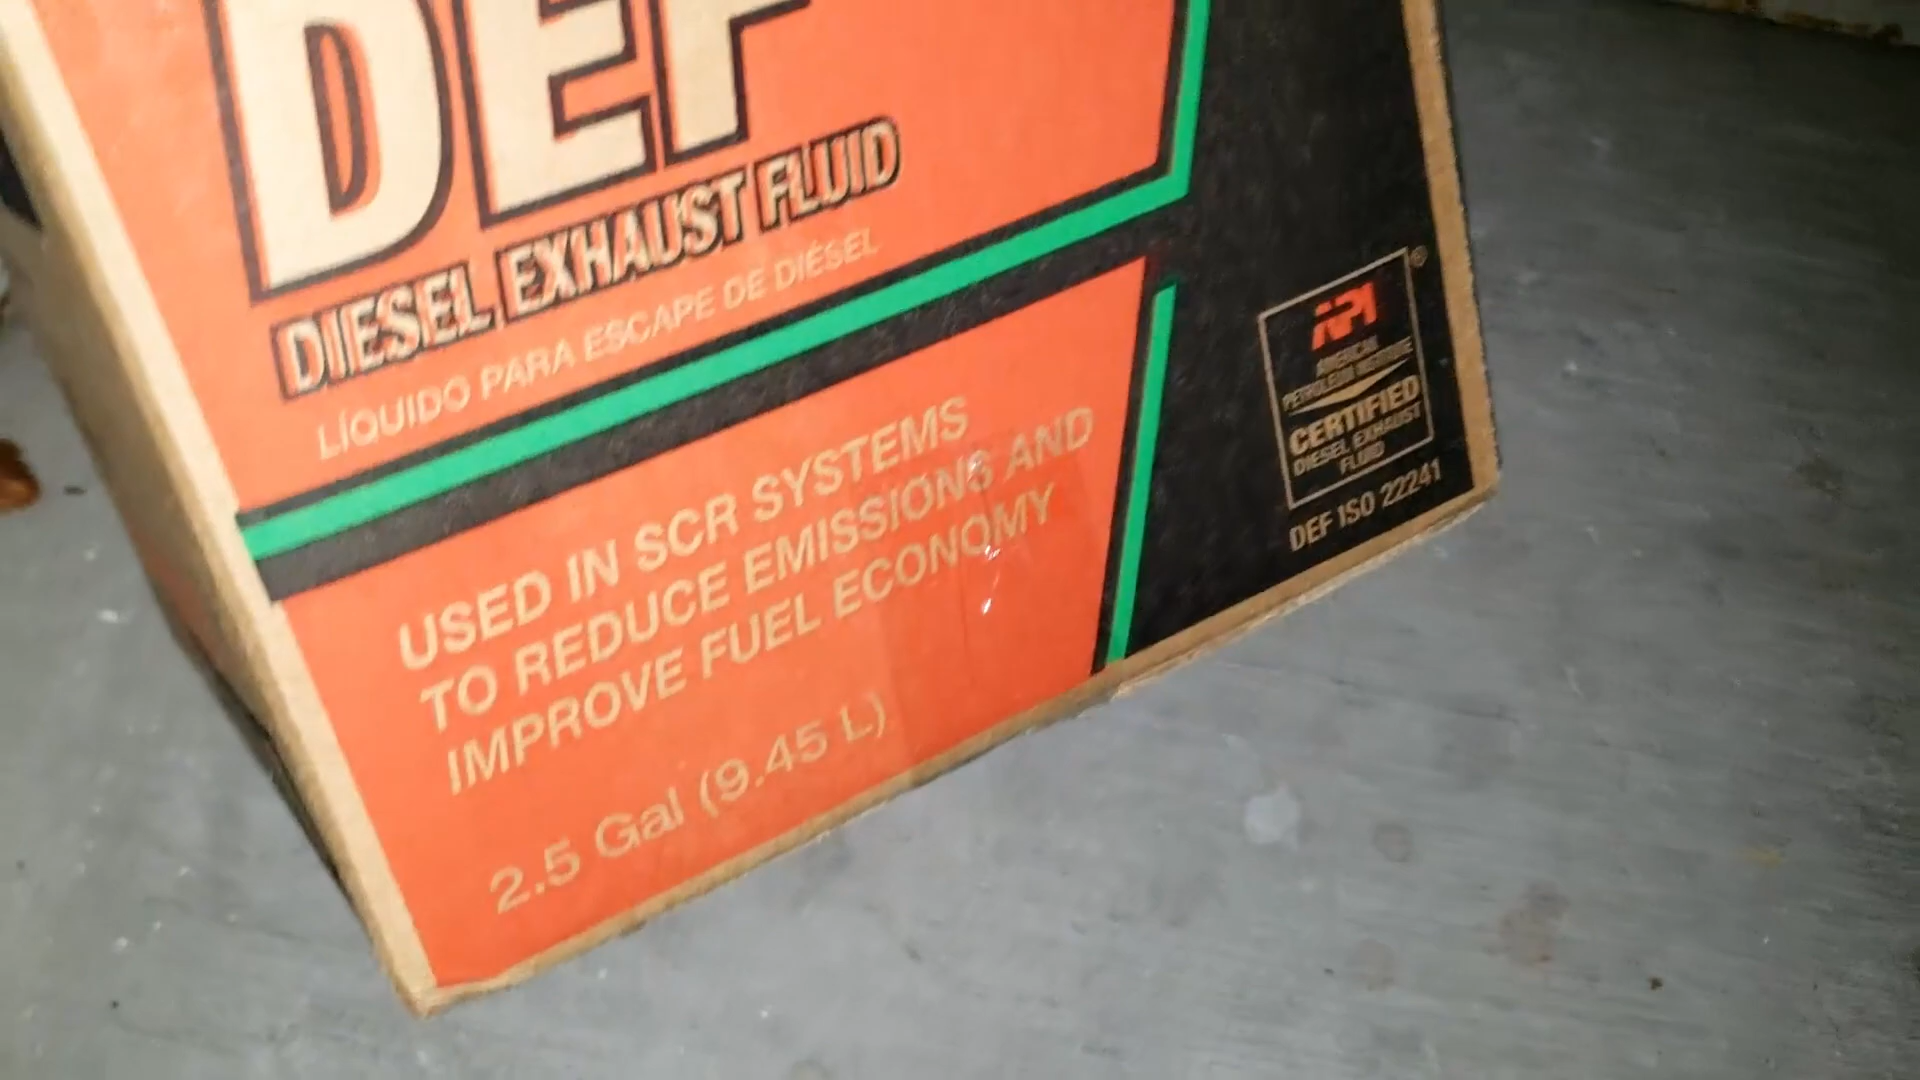 DEF
DIESEL EXHAUST FLUID
LÍQUIDO PARA ESCAPE DE DIÉSEL
USED IN SCR SYSTEMS
TO REDUCE EMISSIONS AND
IMPROVE FUEL ECONOMY
2.5 Gal (9.45 L)
API ®
AMERICAN
PETROLEUM INSTITUTE
CERTIFIED
DIESEL EXHAUST
FLUID
DEF ISO 22241